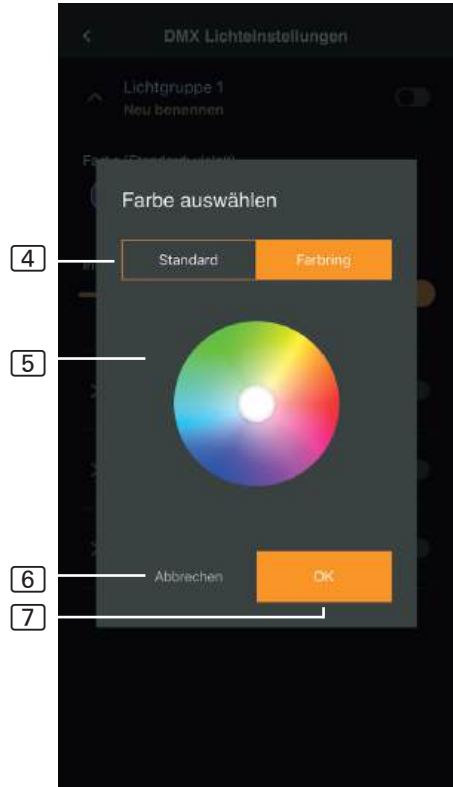 DMX Lichteinstellungen
Lichtgruppe 1
Neu benennen
Farbe auswählen
4
Standard
Farbring
5
6
Abbrechen
OK
7